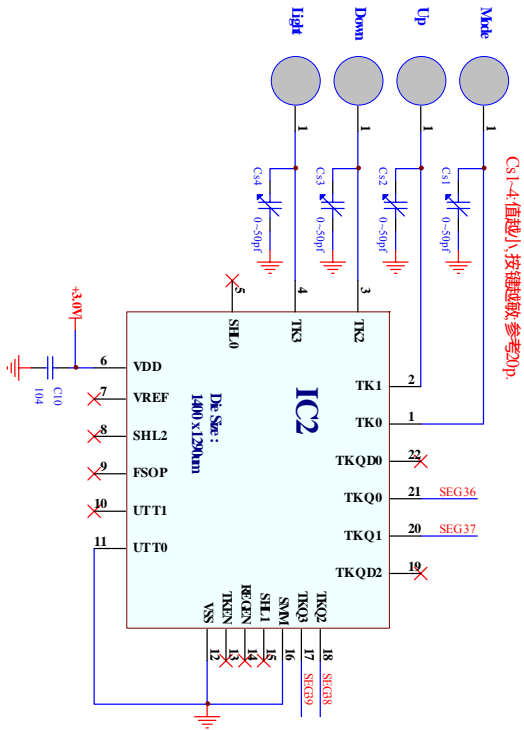 Light
Down
Up
Mode
1
1
1
1
Cs4
Cs3
Cs2
Cs1
0~50pf
0~50pf
0~50pf
0~50pf
Cs1~4:值越小,按键越敏,参考20p.
+3.0V
C10
104
5
4
3
SHL0
TK3
TK2
IC2
Die Size :
1400 x1290um
6
VDD
7
VREF
8
SHL2
9
FSOP
10
UTT1
11
UTT0
TK1
2
TK0
1
TKQD0
22
TKQ0
21
SEG36
TKQ1
20
SEG37
TKQD2
19
VSS
TKEN
REGEN
SHL1
SMM
TKQ3
TKQ2
12
13
14
15
16
17
18
SEG39
SEG38